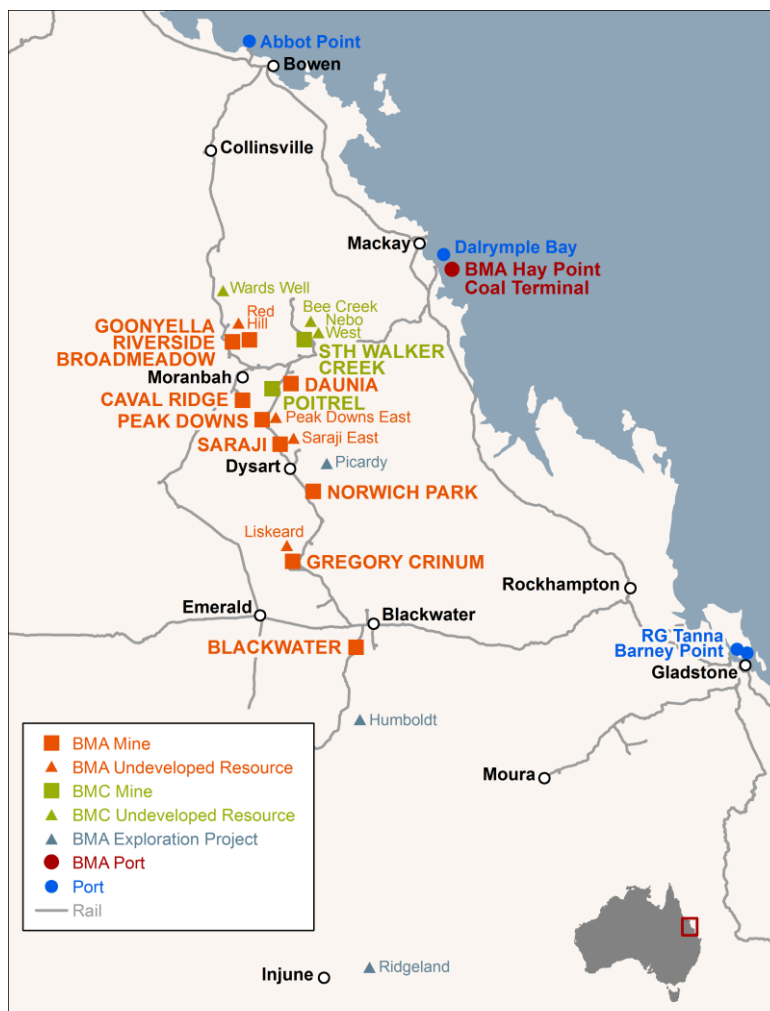 Abbot Point
Bowen
Collinsville
Mackay
Dalrymple Bay
BMA Hay Point
Coal Terminal
Wards Well
Red
Hill
Bee Creek
Nebo
West
GOONYELLA
RIVERSIDE
BROADMEADOW
STH WALKER
CREEK
Moranbah
DAUNIA
CAVAL RIDGE
POITREL
PEAK DOWNS
Peak Downs East
SARAJI
Saraji East
Dysart
Picardy
NORWICH PARK
Liskeard
GREGORY CRINUM
Rockhampton
Emerald
Blackwater
BLACKWATER
RG Tanna
Barney Point
Gladstone
Humboldt
Moura
BMA Mine
BMA Undeveloped Resource
BMC Mine
BMC Undeveloped Resource
BMA Exploration Project
BMA Port
Port
Rail
Injune
Ridgeland